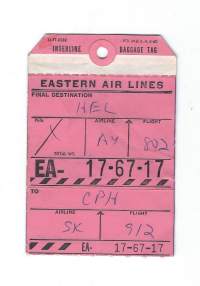 INTERLINE BAGGAGE TAG
EASTERN AIR LINES
FINAL DESTINATION
HEL
AIRLINE FLIGHT
X AY 802
EA- 17-67-17
TO
CPH
AIRLINE FLIGHT
SK 912
EA- 17-67-17